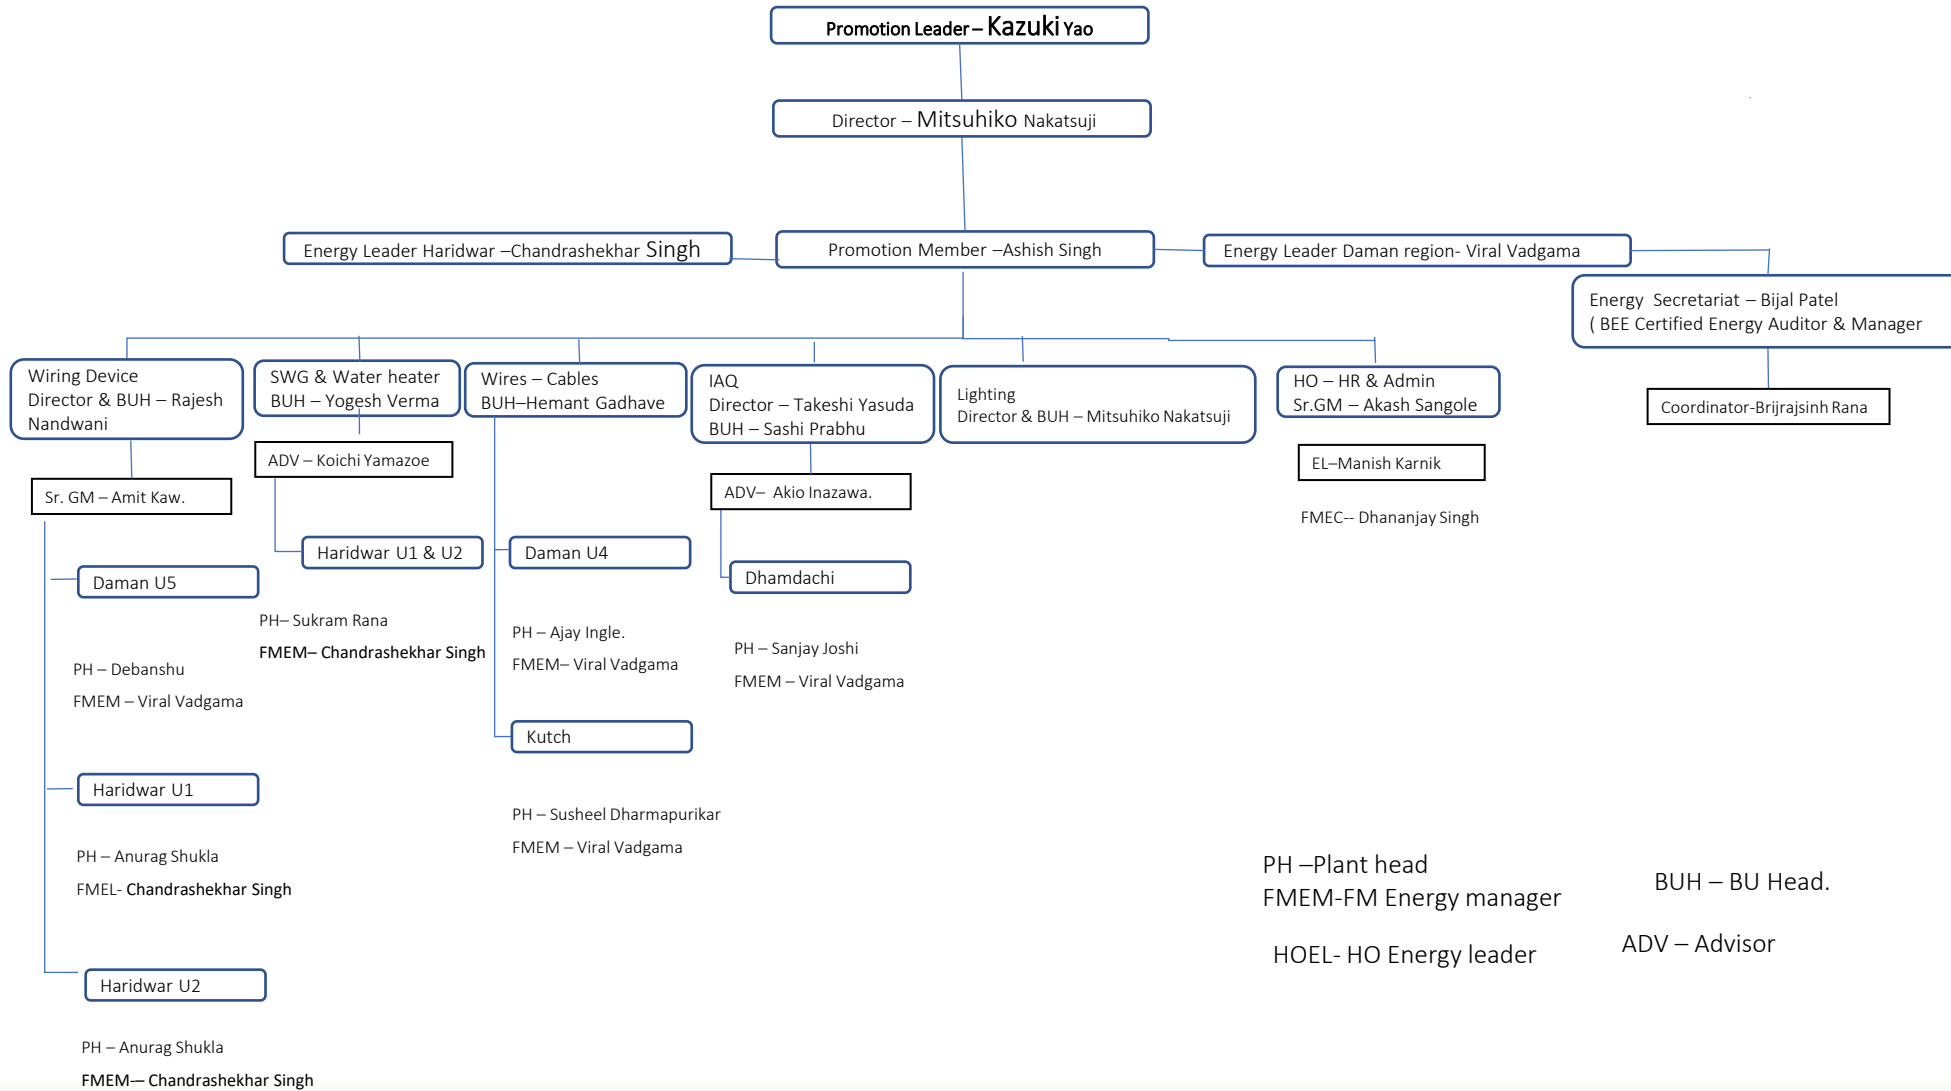 Promotion Leader – Kazuki Yao
Director – Mitsuhiko Nakatsuji
Energy Leader Haridwar –Chandrashekhar Singh
Promotion Member –Ashish Singh
Energy Leader Daman region- Viral Vadgama
Energy Secretariat – Bijal Patel
( BEE Certified Energy Auditor & Manager
Coordinator-Brijrajsinh Rana
Wiring Device
Director & BUH – Rajesh
Nandwani
Sr. GM – Amit Kaw.
Daman U5
PH – Debanshu
FMEM – Viral Vadgama
Haridwar U1
PH – Anurag Shukla
FMEL- Chandrashekhar Singh
Haridwar U2
PH – Anurag Shukla
FMEM-– Chandrashekhar Singh
SWG & Water heater
BUH – Yogesh Verma
ADV – Koichi Yamazoe
Haridwar U1 & U2
PH– Sukram Rana
FMEM– Chandrashekhar Singh
Wires – Cables
BUH–Hemant Gadhave
Daman U4
PH – Ajay Ingle.
FMEM– Viral Vadgama
Kutch
PH – Susheel Dharmapurikar
FMEM – Viral Vadgama
IAQ
Director – Takeshi Yasuda
BUH – Sashi Prabhu
ADV– Akio Inazawa.
Dhamdachi
PH – Sanjay Joshi
FMEM – Viral Vadgama
Lighting
Director & BUH – Mitsuhiko Nakatsuji
HO – HR & Admin
Sr.GM – Akash Sangole
EL–Manish Karnik
FMEC-- Dhananjay Singh
PH –Plant head
FMEM-FM Energy manager
BUH – BU Head.
HOEL- HO Energy leader
ADV – Advisor